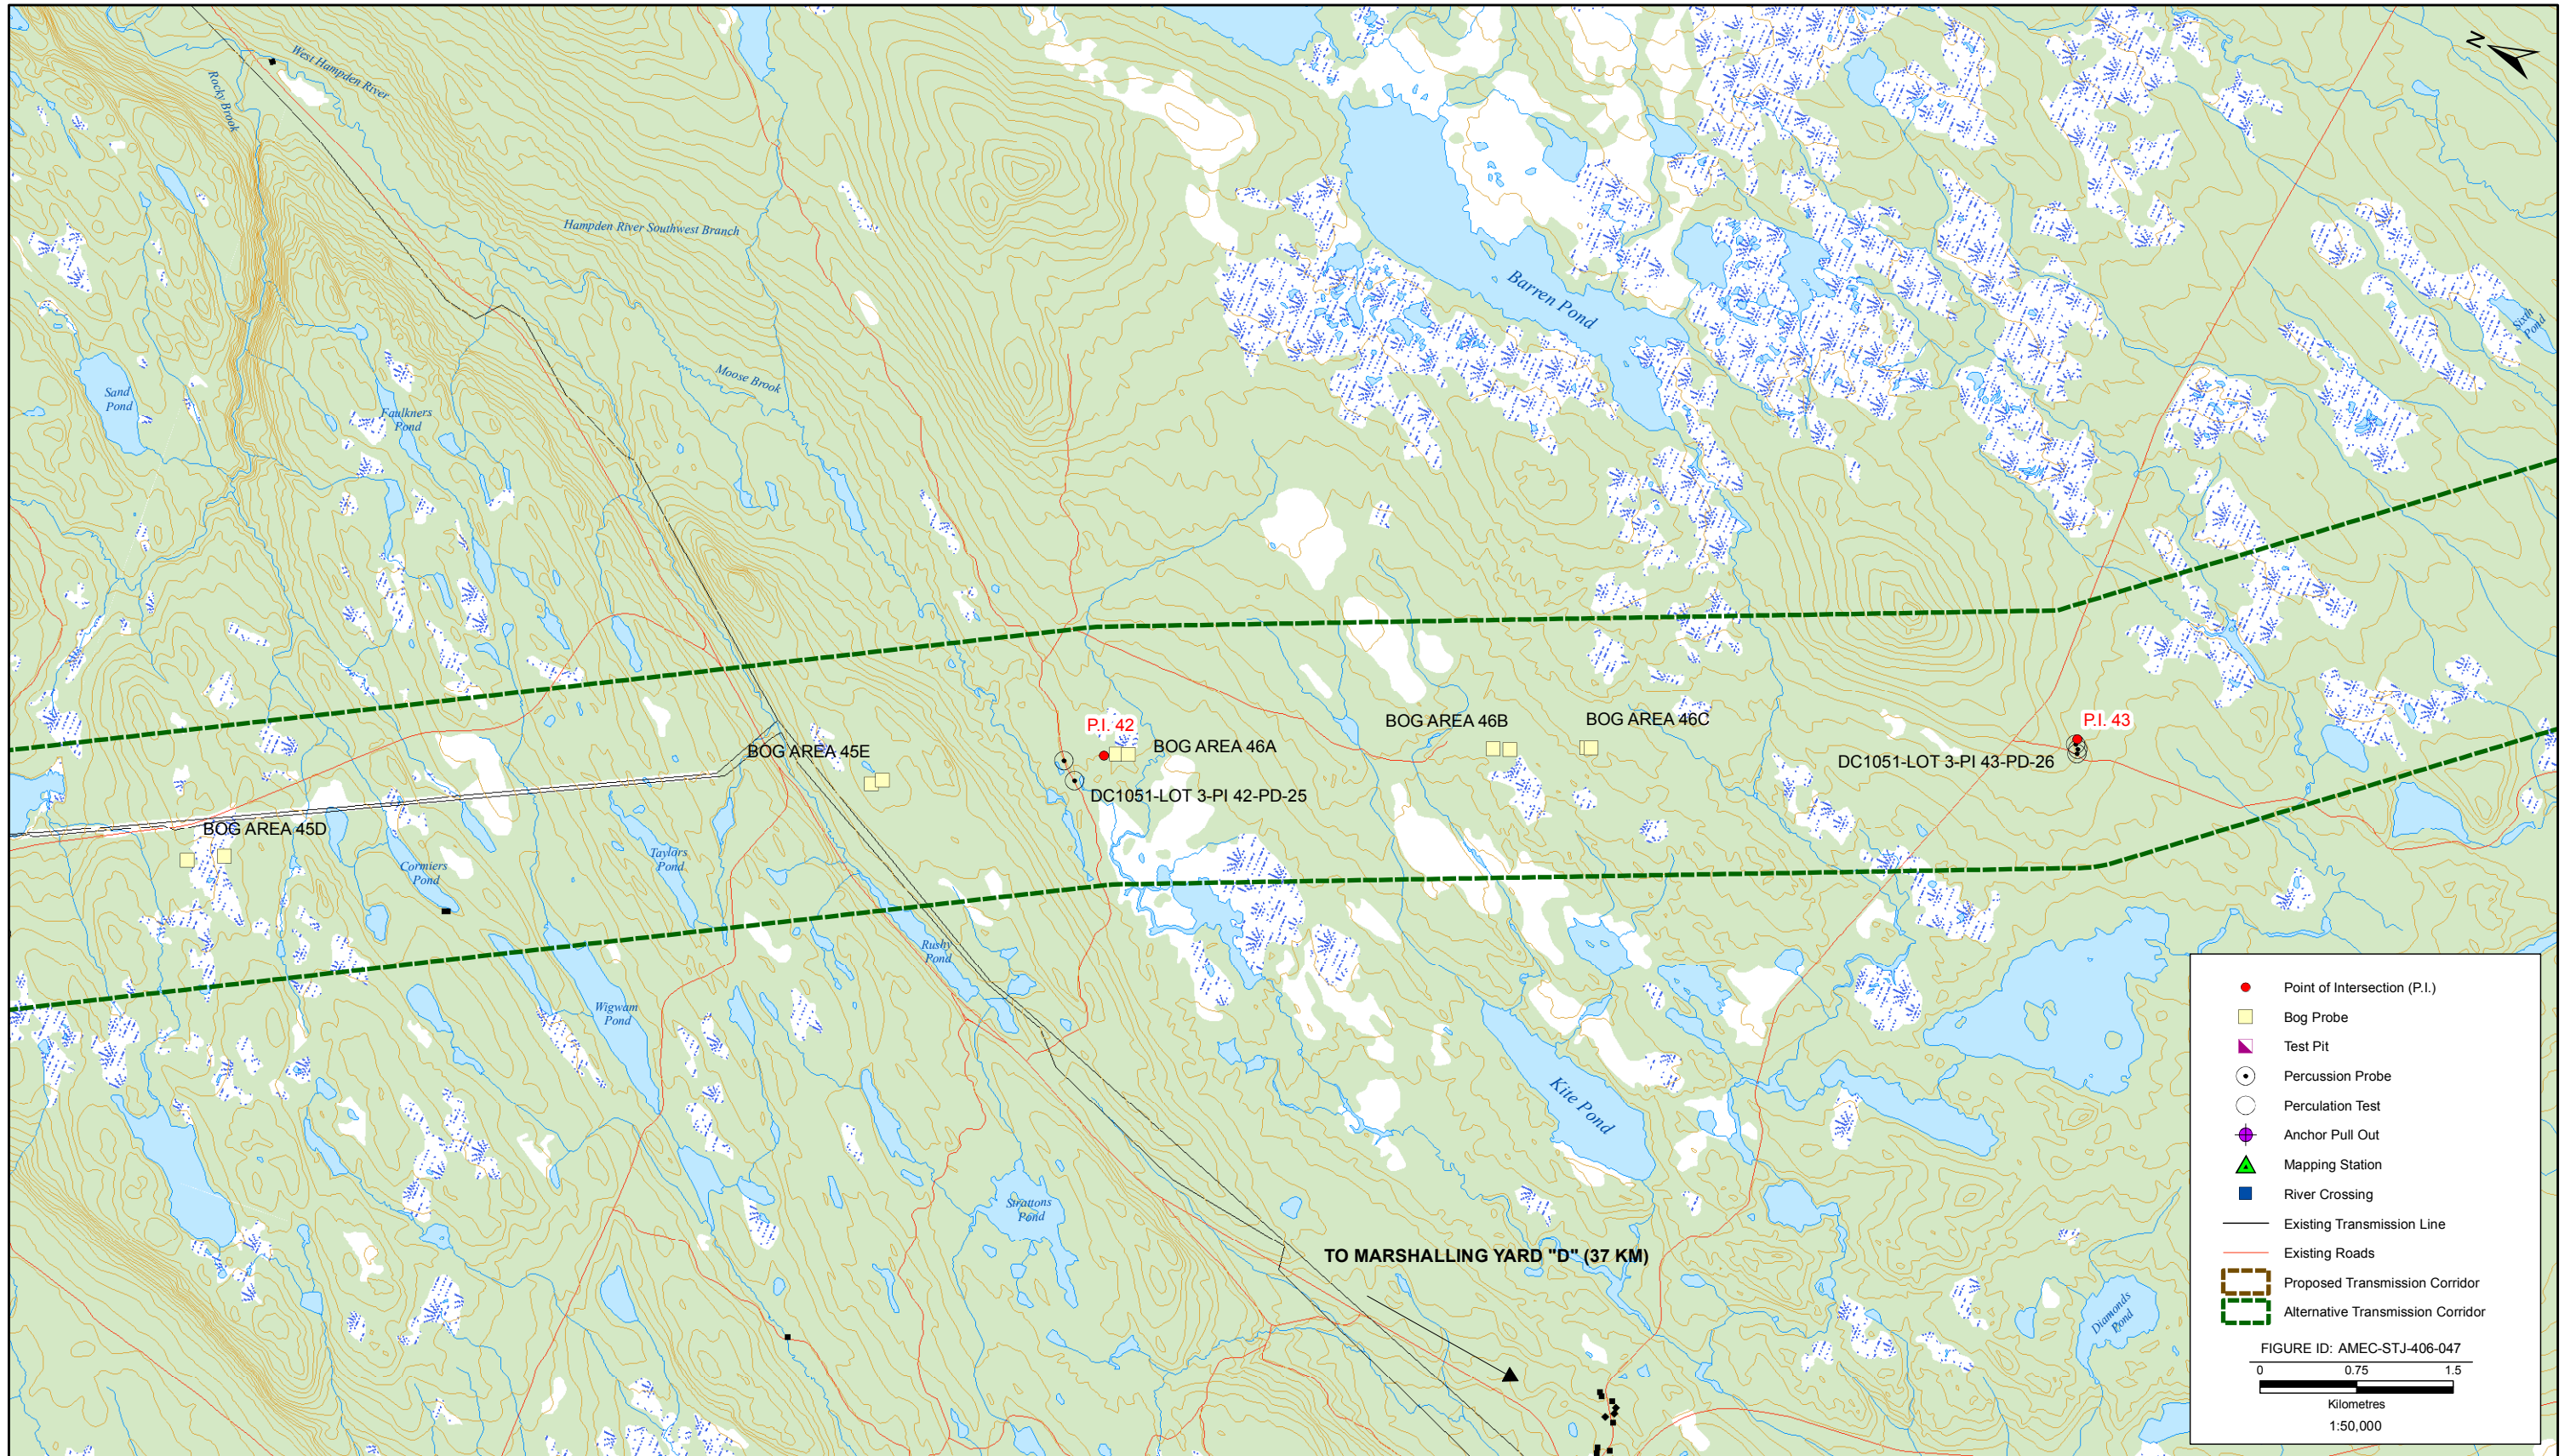 N
West Hampden River
Rocky Brook
Hampden River Southwest Branch
Moose Brook
Barren Pond
Sixth
Pond
Sand
Pond
Faulkners
Pond
P.I. 42
BOG AREA 46A
BOG AREA 46B
BOG AREA 46C
P.I. 43
BOG AREA 45E
DC1051-LOT 3-PI 43-PD-26
DC1051-LOT 3-PI 42-PD-25
BOG AREA 45D
Cormiers
Pond
Taylors
Pond
Rushy
Pond
Wigwam
Pond
Kite Pond
Strattons
Pond
TO MARSHALLING YARD "D" (37 KM)
Diamonds
Pond
Point of Intersection (P.I.)
Bog Probe
Test Pit
Percussion Probe
Perculation Test
Anchor Pull Out
Mapping Station
River Crossing
Existing Transmission Line
Existing Roads
Proposed Transmission Corridor
Alternative Transmission Corridor
FIGURE ID: AMEC-STJ-406-047
0 0.75 1.5
Kilometres
1:50,000